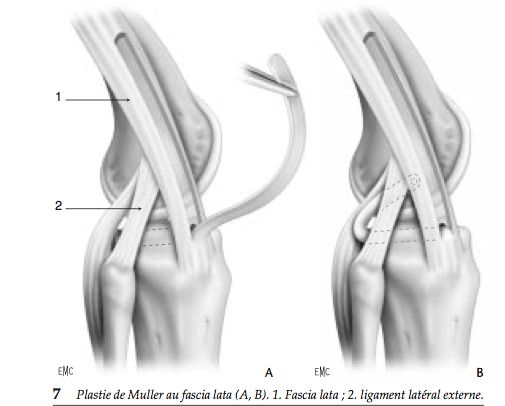 1
2
EMC A EMC B
7 Plastie de Muller au fascia lata (A, B). 1. Fascia lata ; 2. ligament latéral externe.